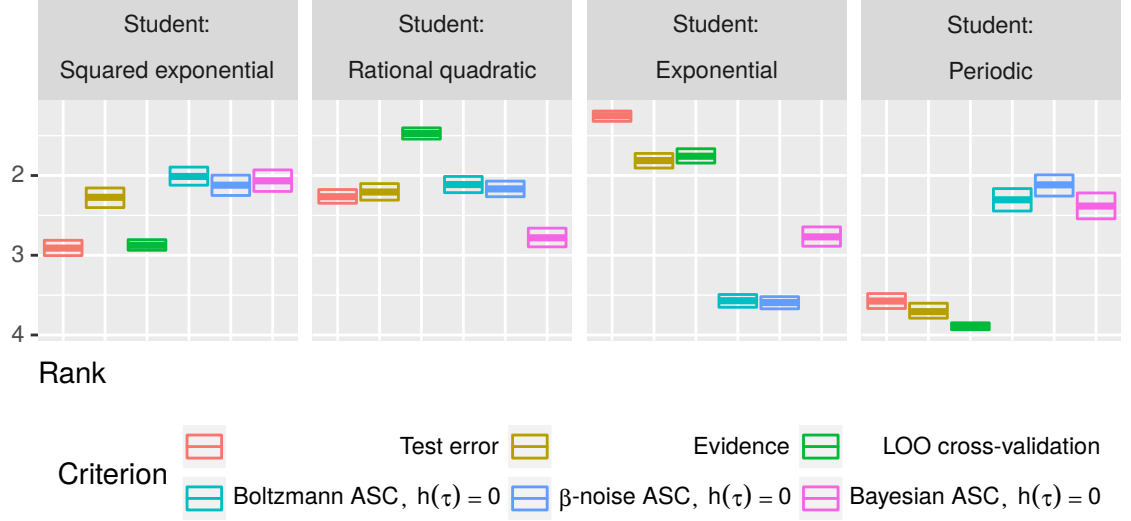 Student:
Squared exponential
Student:
Rational quadratic
Student:
Exponential
Student:
Periodic
2
3
4
Rank
Criterion
Test error
Evidence
LOO cross-validation
Boltzmann ASC, h(τ) = 0
β-noise ASC, h(τ) = 0
Bayesian ASC, h(τ) = 0